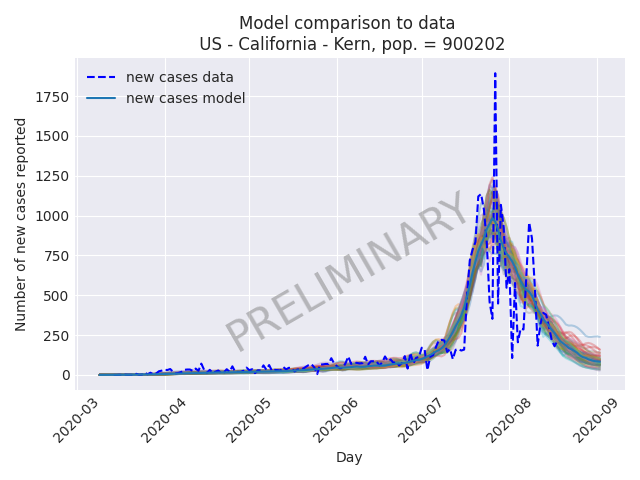 Model comparison to data
US - California - Kern, pop. = 900202
new cases data
new cases model
PRELIMINARY
Number of new cases reported
1750
1500
1250
1000
750
500
250
0
2020-03
2020-04
2020-05
2020-06
2020-07
2020-08
2020-09
Day